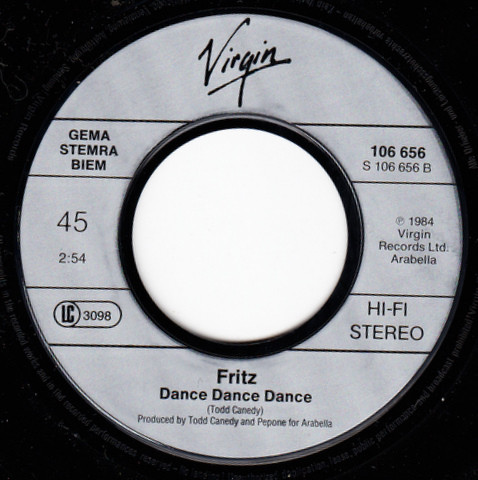 Virgin
GEMA
STEMRA
BIEM
106 656
S 106 656 B
45
2:54
℗ 1984
Virgin
Records Ltd.
Arabella
LC 3098
HI-FI
STEREO
Fritz
Dance Dance Dance
(Todd Canedy)
Produced by Todd Canedy and Pepone for Arabella